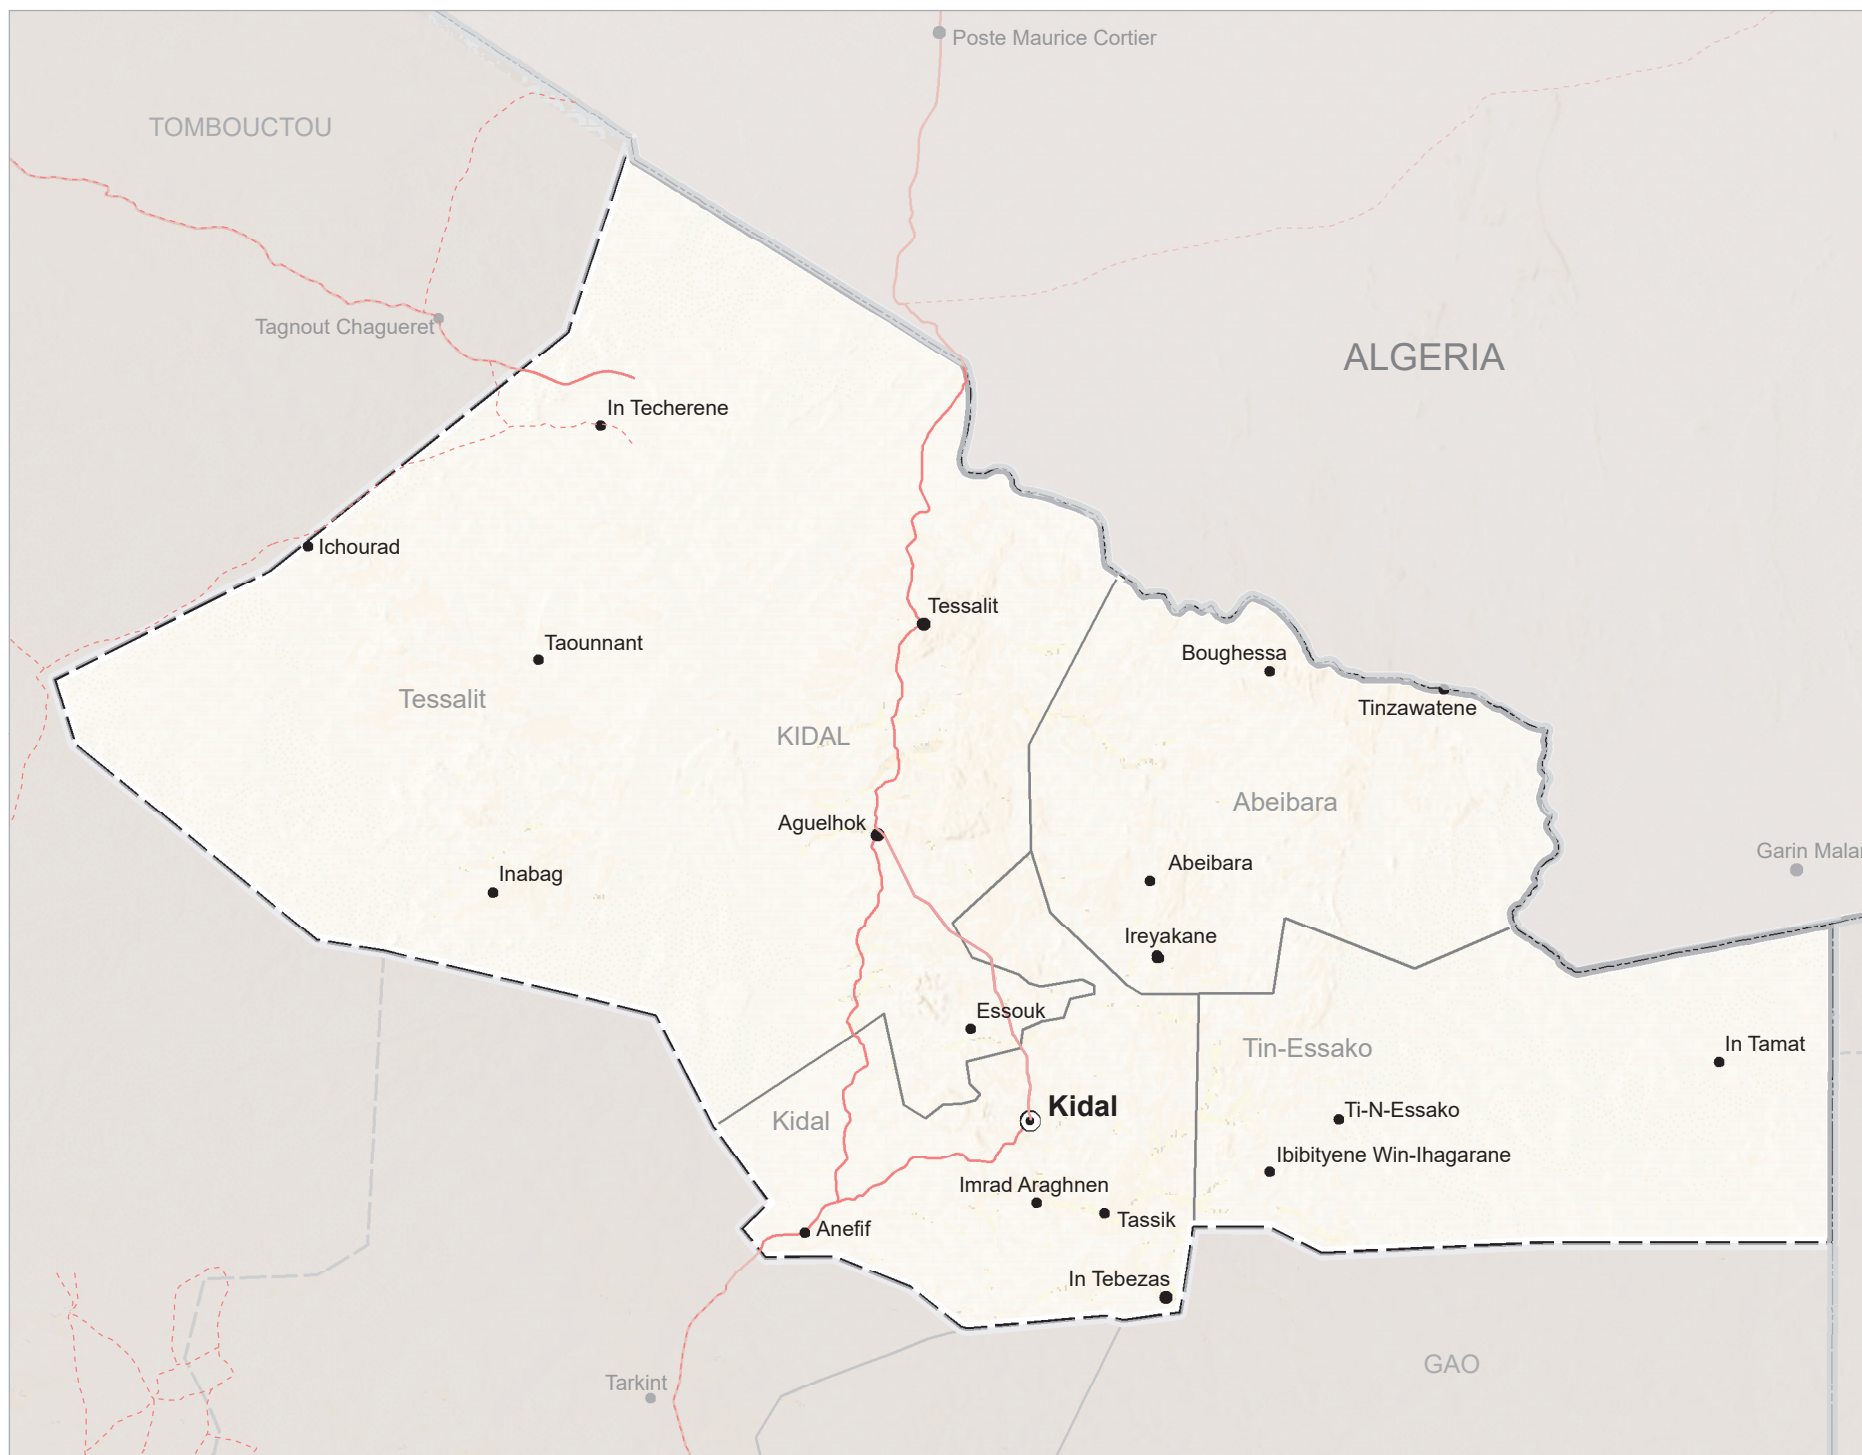 Poste Maurice Cortier
TOMBOUCTOU
Tagnout Chagueret
ALGERIA
In Techerene
Ichourad
Tessalit
Taounnant
Boughessa
Tessalit
Tinzawatene
KIDAL
Abeibara
Aguelhok
Garin Malar
Abeibara
Inabag
Ireyakane
Essouk
In Tamat
Tin-Essako
Kidal
Ti-N-Essako
Kidal
Ibibityene Win-Ihagarane
Imrad Araghnen
Tassik
Anefif
In Tebezas
GAO
Tarkint